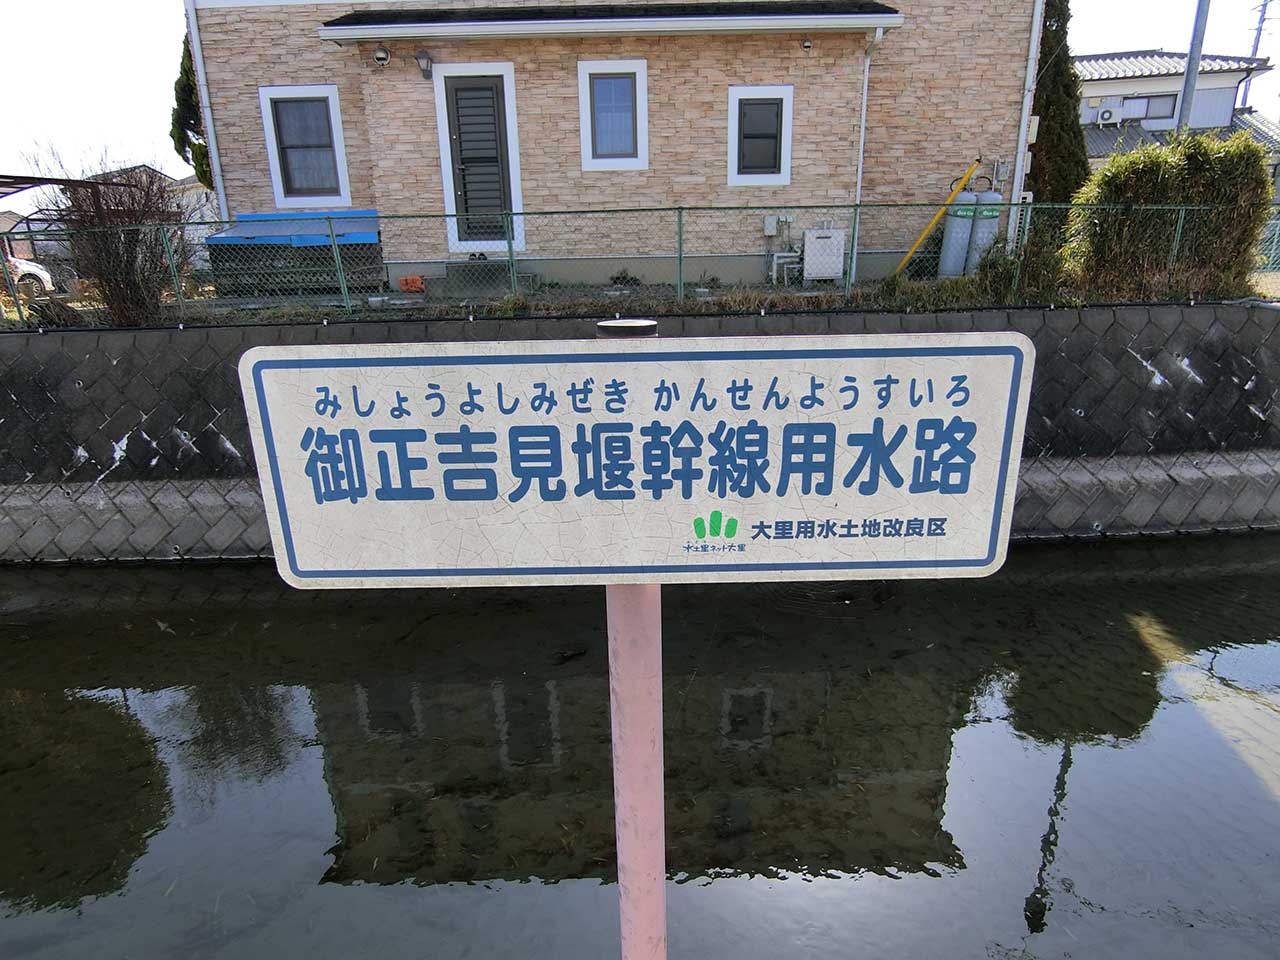 みしょうよしみぜき かんせんようすいろ
御正吉見堰幹線用水路
水土里ネット大里
大里用水土地改良区